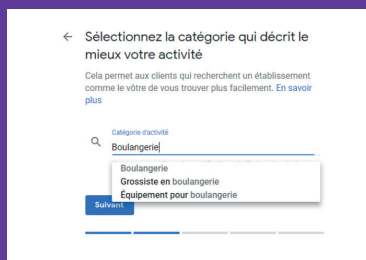 Sélectionnez la catégorie qui décrit le
mieux votre activité
Cela permet aux clients qui recherchent un établissement
comme le vôtre de vous trouver plus facilement. En savoir
plus
Catégorie d'activité
Boulangerie
Boulangerie
Grossiste en boulangerie
Équipement pour boulangerie
Suivant